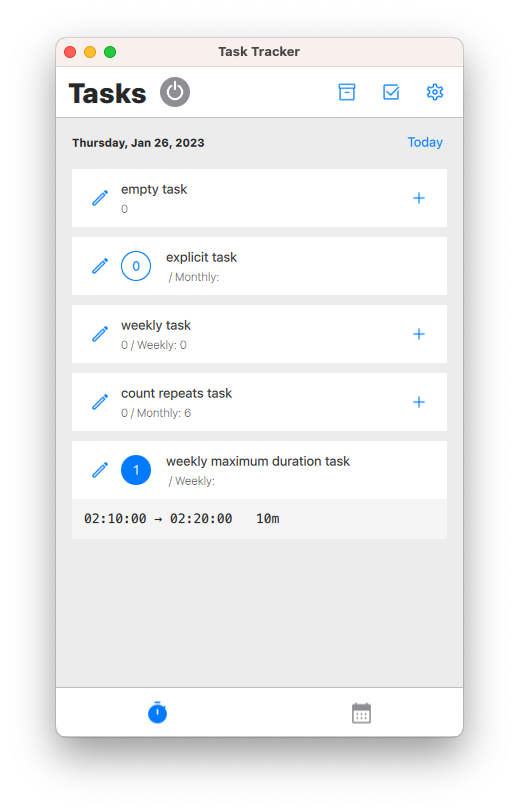 Task Tracker
Tasks
Thursday, Jan 26, 2023 Today
empty task
0
0 explicit task
/ Monthly:
weekly task
0 / Weekly: 0
count repeats task
0 / Monthly: 6
1 weekly maximum duration task
/ Weekly:
02:10:00 → 02:20:00 10m